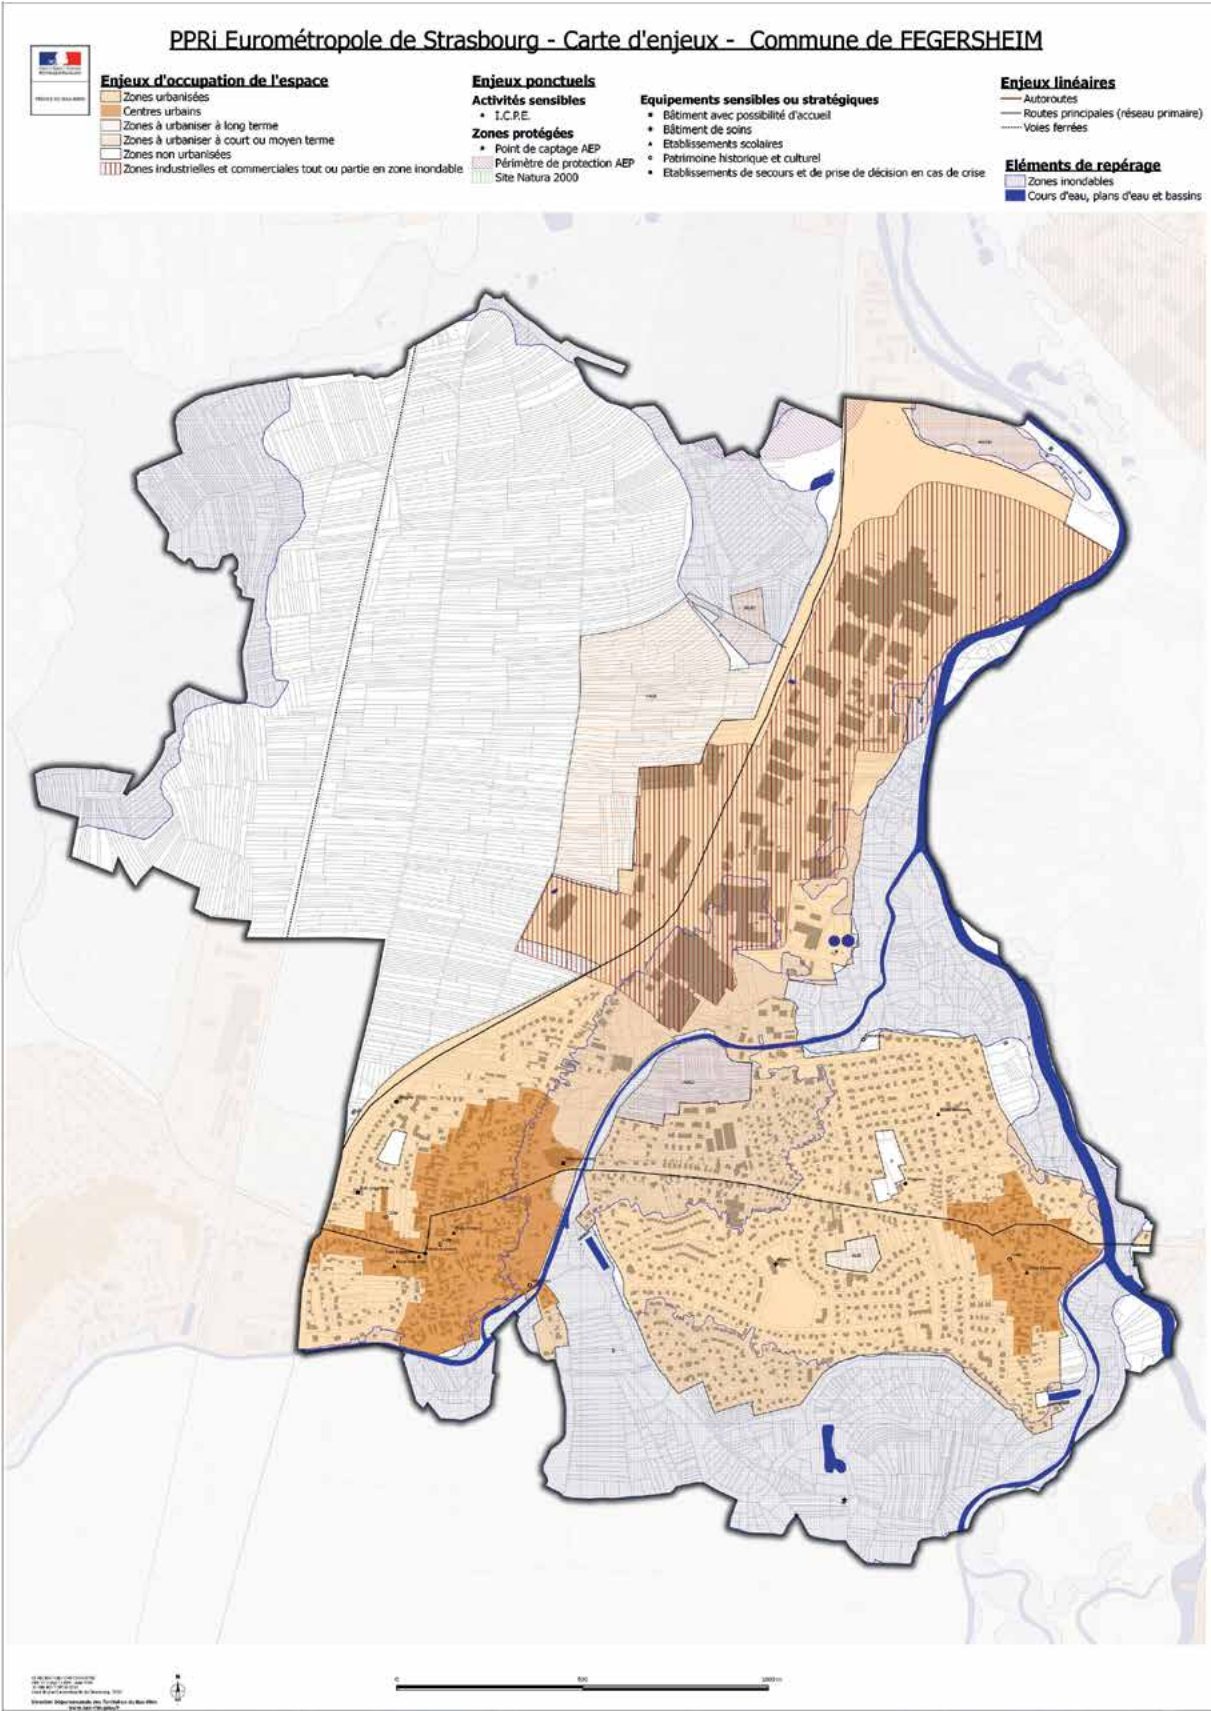 PPRi Eurométropole de Strasbourg - Carte d'enjeux - Commune de FEGERSHEIM
Enjeux d'occupation de l'espace
Zones urbanisées
Centres urbains
Zones à urbaniser à long terme
Zones à urbaniser à court ou moyen terme
Zones non urbanisées
Zones industrielles et commerciales tout ou partie en zone inondable
Enjeux ponctuels
Activités sensibles
I.C.P.E.
Zones protégées
Point de captage AEP
Périmètre de protection AEP
Site Natura 2000
Equipements sensibles ou stratégiques
Bâtiment avec possibilité d'accueil
Bâtiment de soins
Etablissements scolaires
Patrimoine historique et culturel
Etablissements de secours et de prise de décision en cas de crise
Enjeux linéaires
Autoroutes
Routes principales (réseau primaire)
Voies ferrées
Eléments de repérage
Zones inondables
Cours d'eau, plans d'eau et bassins
N
0 500 1000 m